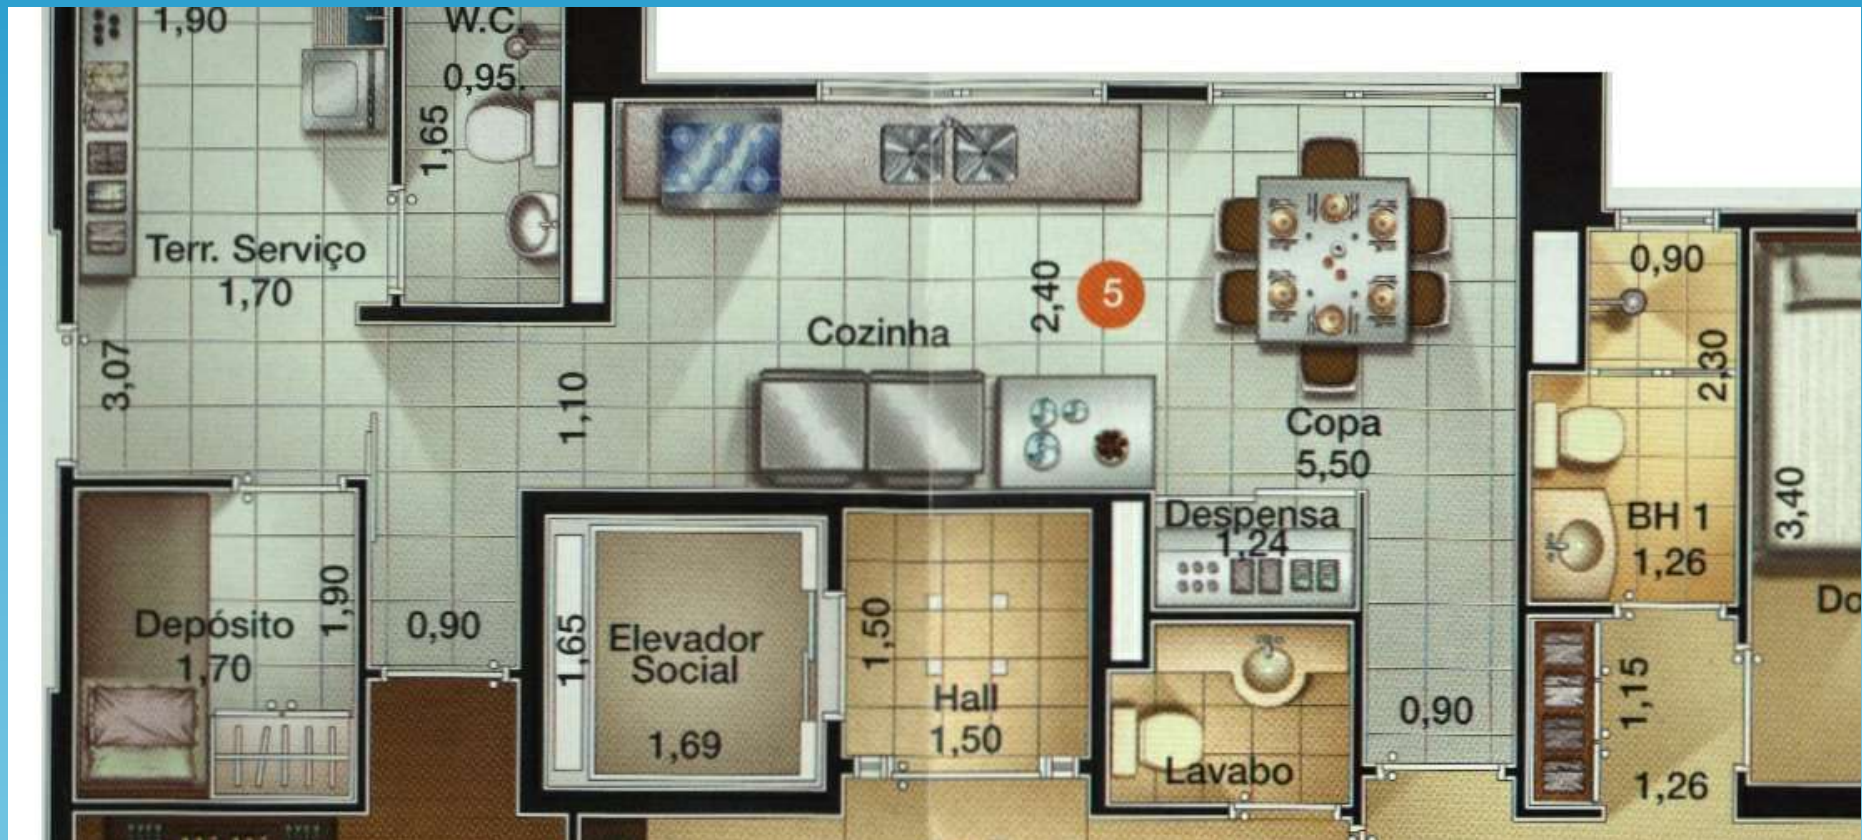 1,90
W.C.
0,95
1,65
Terr. Serviço
1,70
3,07
Cozinha
2,40
5
1,10
Copa
5,50
0,90
2,30
3,40
BH 1
1,26
Despensa
1,24
Depósito
1,70
1,90
0,90
1,65
Elevador
Social
1,69
1,50
Hall
1,50
Lavabo
0,90
1,15
1,26
Do